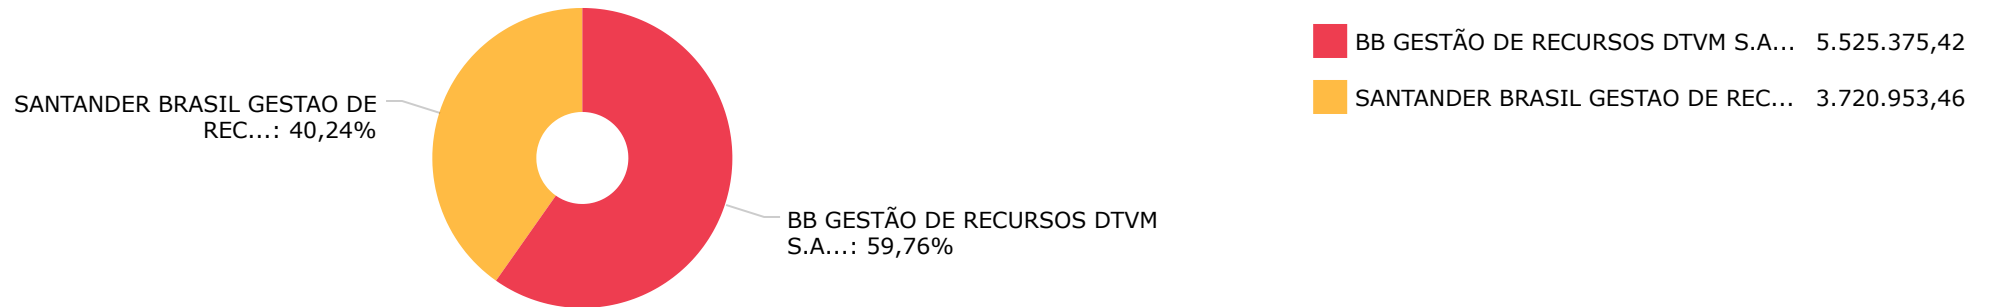 SANTANDER BRASIL GESTAO DE
REC...: 40,24%
BB GESTÃO DE RECURSOS DTVM
S.A...: 59,76%
BB GESTÃO DE RECURSOS DTVM S.A... 5.525.375,42
SANTANDER BRASIL GESTAO DE REC... 3.720.953,46